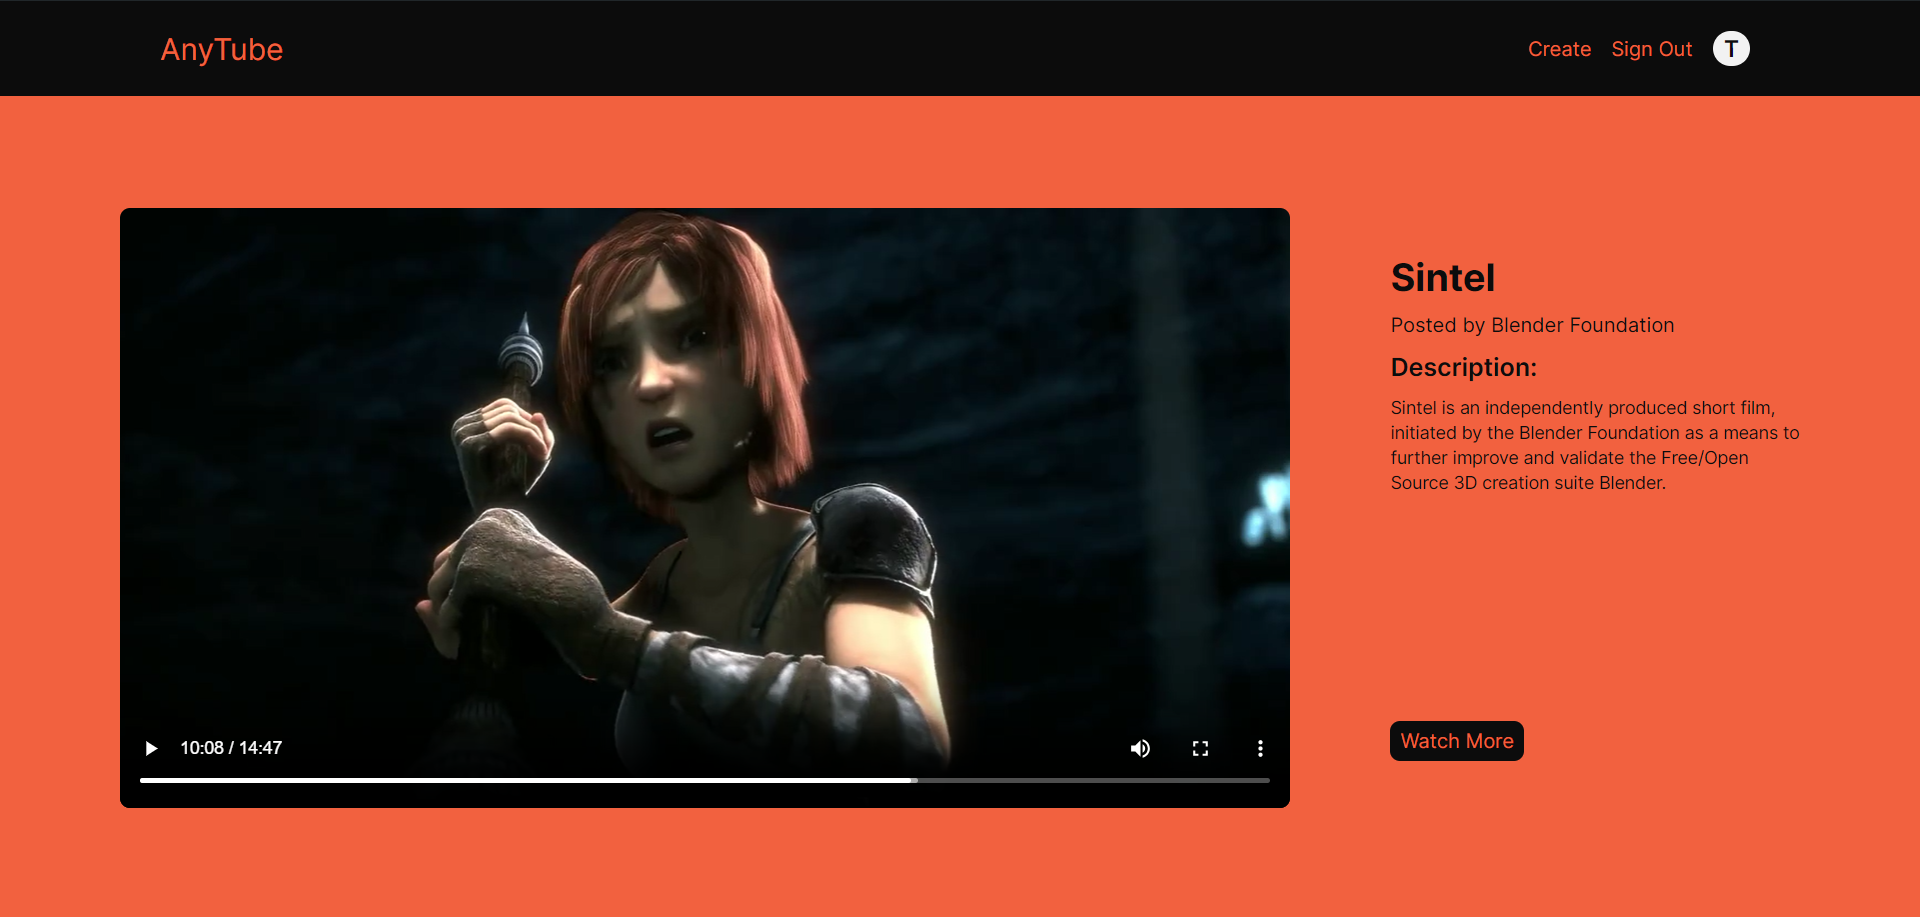 AnyTube
Create Sign Out T
Sintel
Posted by Blender Foundation
Description:
Sintel is an independently produced short film,
initiated by the Blender Foundation as a means to
further improve and validate the Free/Open
Source 3D creation suite Blender.
10:08 / 14:47
Watch More